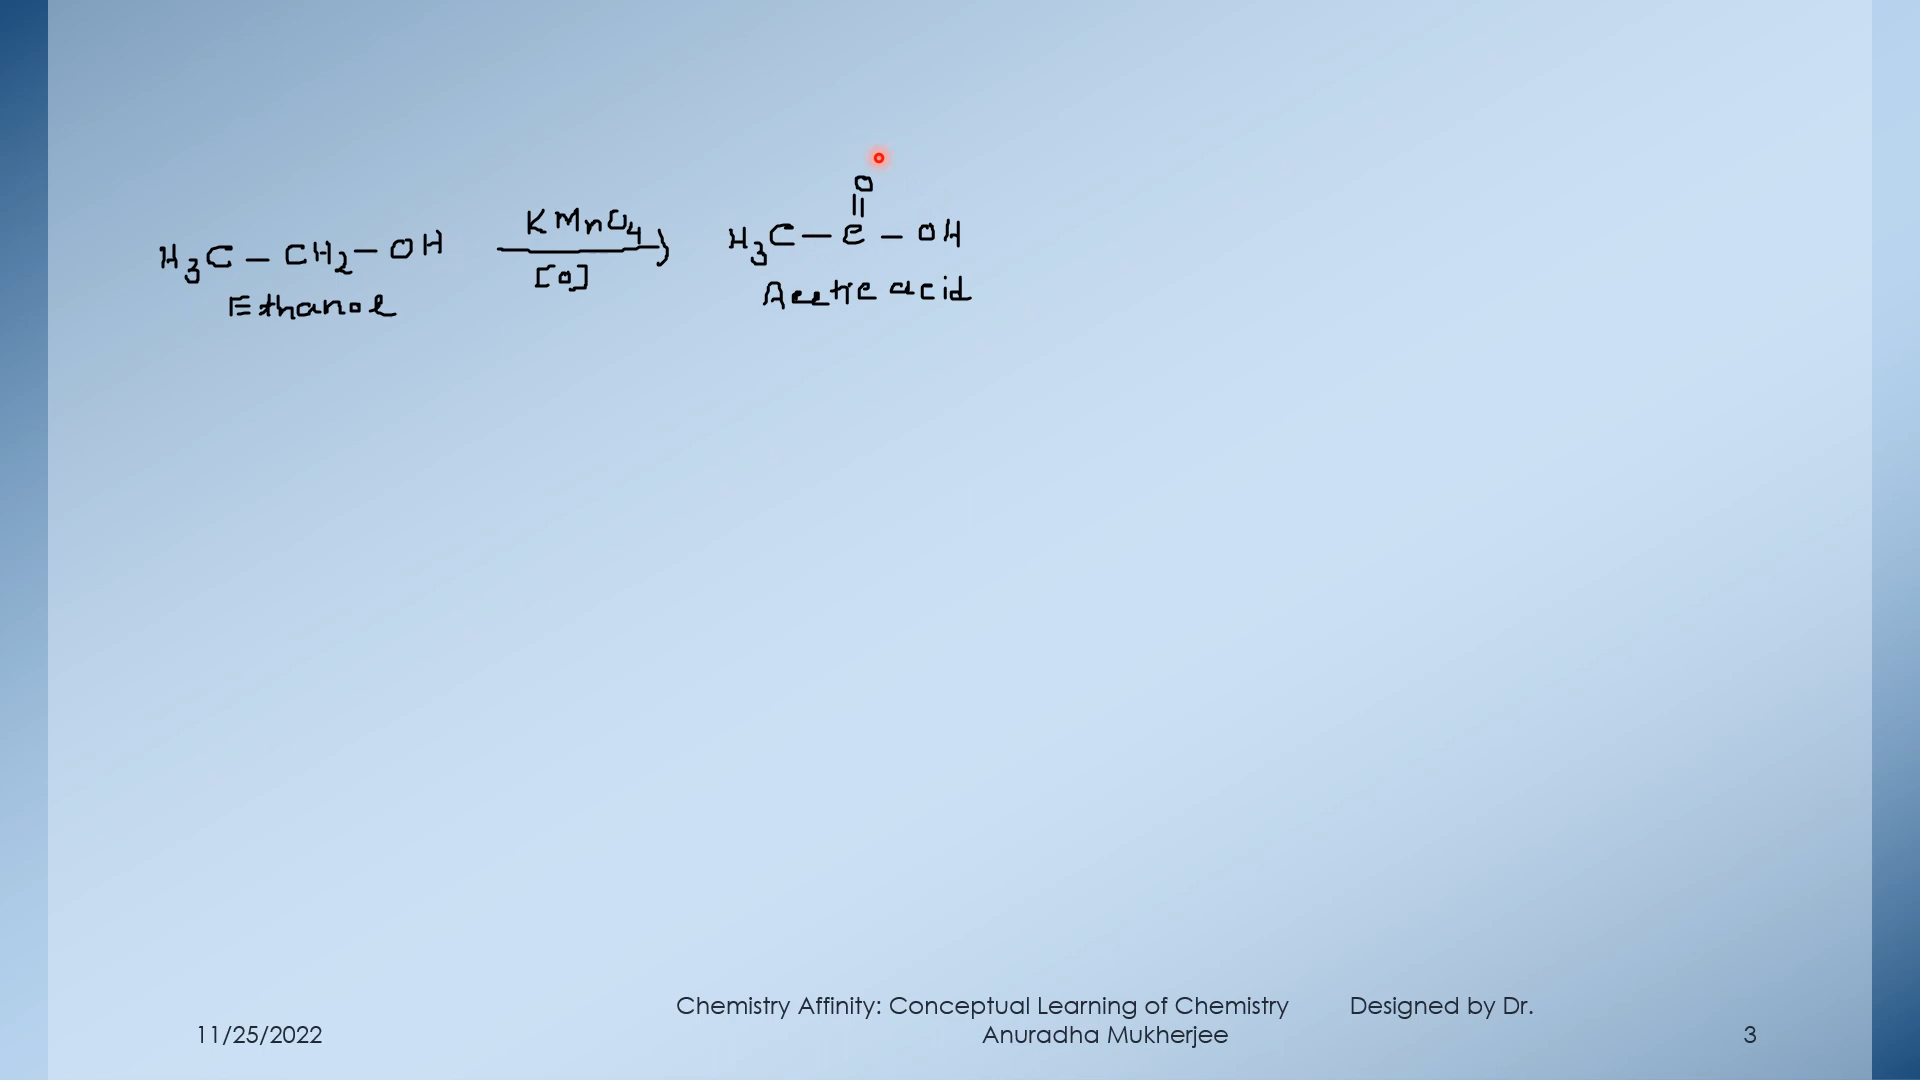 O
||
H3C - CH2 - OH KMnO4 H3C - C - OH
[O]
Ethanol Acetic acid
Chemistry Affinity: Conceptual Learning of Chemistry Designed by Dr.
11/25/2022 Anuradha Mukherjee 3